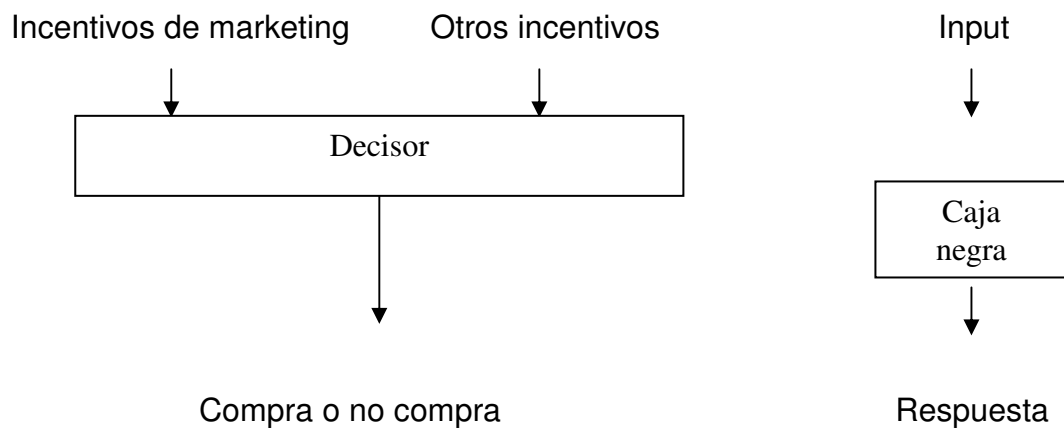 Incentivos de marketing
Otros incentivos
Input
Decisor
Caja
negra
Compra o no compra
Respuesta